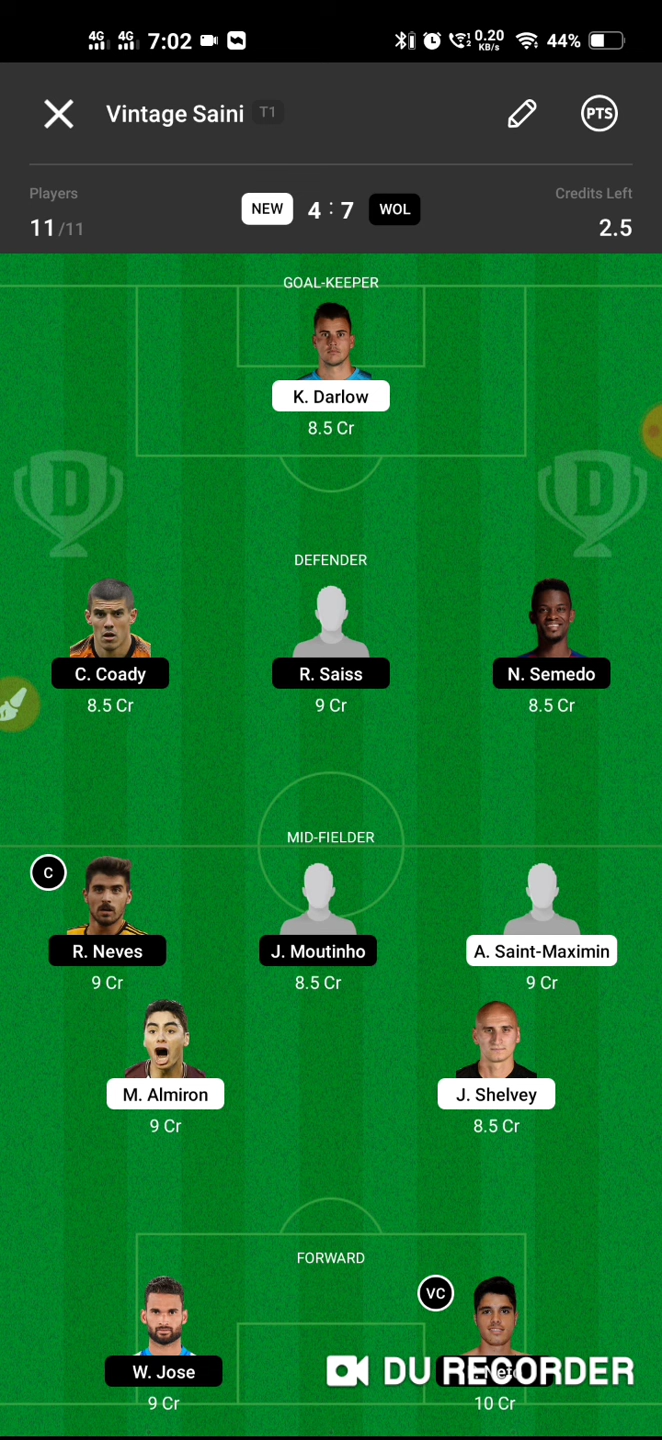 4G 4G 7:02 0.20 KB/s 44%
Vintage Saini T1 PTS
Players Credits Left
11/11 NEW 4 : 7 WOL 2.5
GOAL-KEEPER
K. Darlow
8.5 Cr
D D
DEFENDER
C. Coady R. Saiss N. Semedo
8.5 Cr 9 Cr 8.5 Cr
MID-FIELDER
C
R. Neves J. Moutinho A. Saint-Maximin
9 Cr 8.5 Cr 9 Cr
M. Almiron J. Shelvey
9 Cr 8.5 Cr
FORWARD
VC
W. Jose DU RECORDER
9 Cr 10 Cr